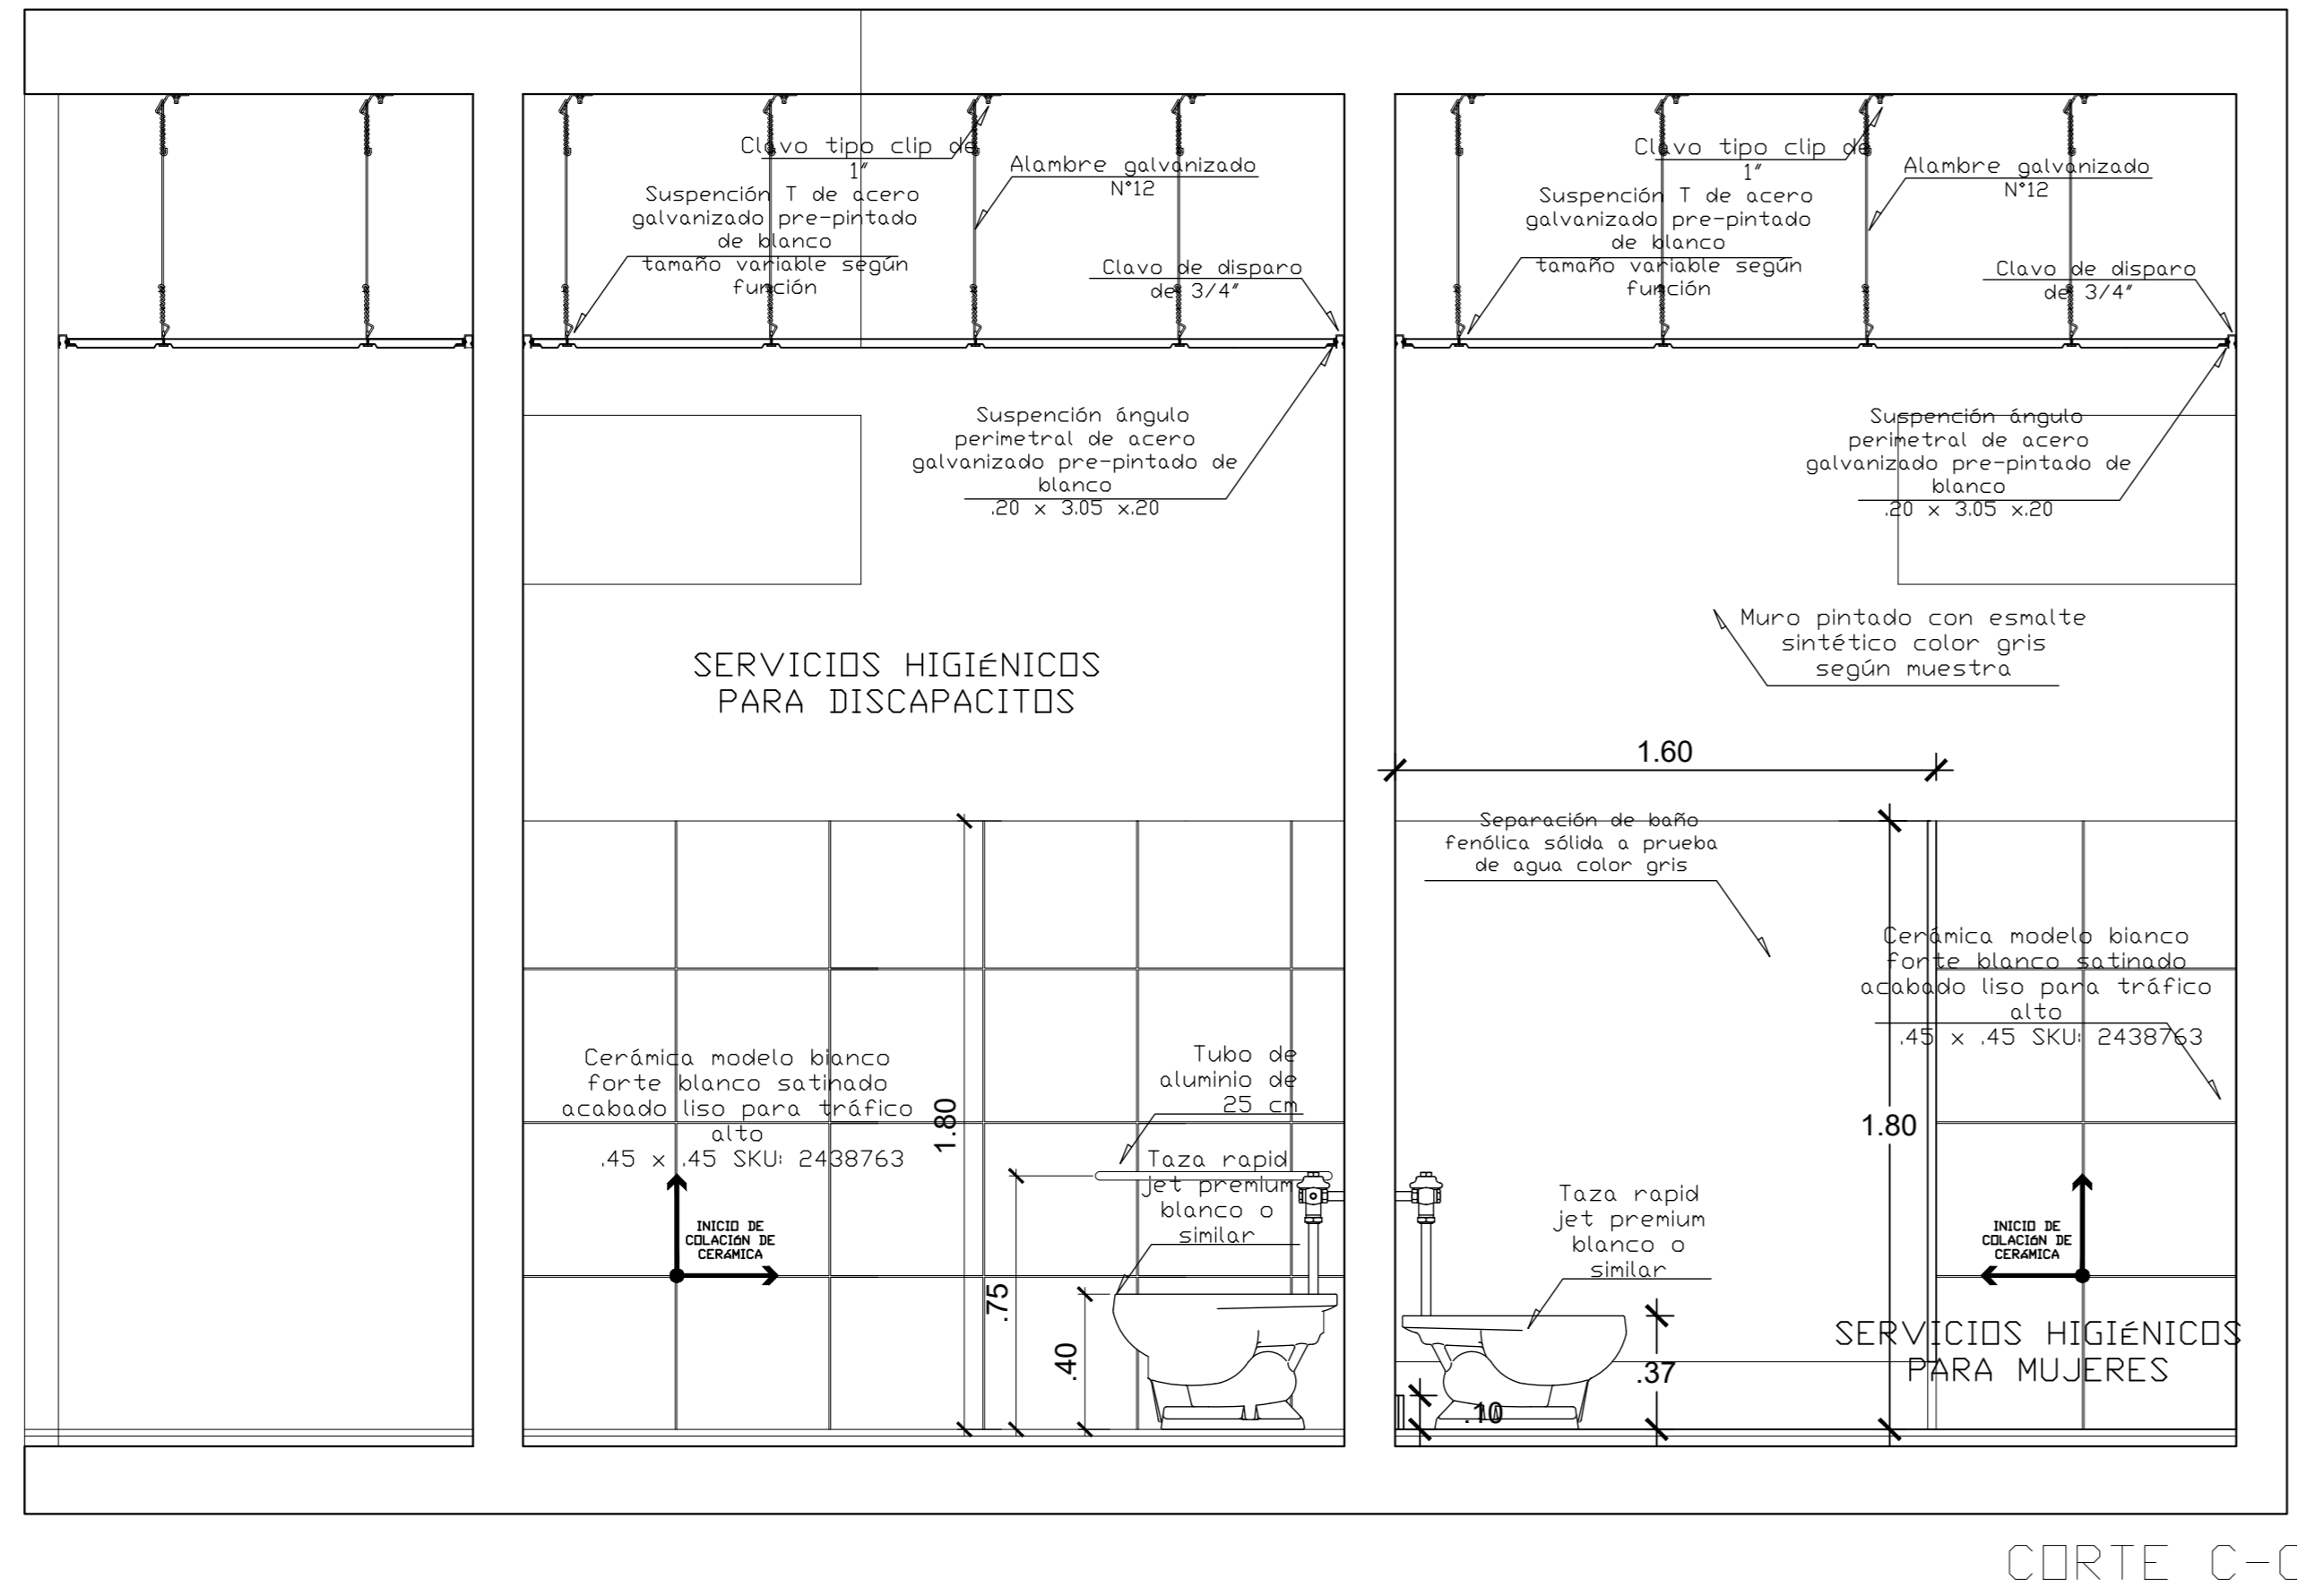 Clavo tipo clip de
1"
Suspención T de acero
galvanizado pre-pintado
de blanco
tamaño variable según
función
Alambre galvanizado
N°12
Clavo de disparo
de 3/4"
Suspención ángulo
perimetral de acero
galvanizado pre-pintado de
blanco
.20 x 3.05 x.20
SERVICIOS HIGIéNICOS
PARA DISCAPACITOS
Cerámica modelo bianco
forte blanco satinado
acabado liso para tráfico
alto
.45 x .45 SKU: 2438763
INICIO DE
COLACIóN DE
CERáMICA
1.80
Tubo de
aluminio de
25 cm
Taza rapid
jet premium
blanco o
similar
.75
.40
Clavo tipo clip de
1"
Suspención T de acero
galvanizado pre-pintado
de blanco
tamaño variable según
función
Alambre galvanizado
N°12
Clavo de disparo
de 3/4"
Suspención ángulo
perimetral de acero
galvanizado pre-pintado de
blanco
.20 x 3.05 x.20
Muro pintado con esmalte
sintético color gris
según muestra
1.60
Separación de baño
fenólica sólida a prueba
de agua color gris
Cerámica modelo bianco
forte blanco satinado
acabado liso para tráfico
alto
.45 x .45 SKU: 2438763
1.80
Taza rapid
jet premium
blanco o
similar
INICIO DE
COLACIóN DE
CERáMICA
SERVICIOS HIGIéNICOS
PARA MUJERES
.37
.10
CORTE C-C